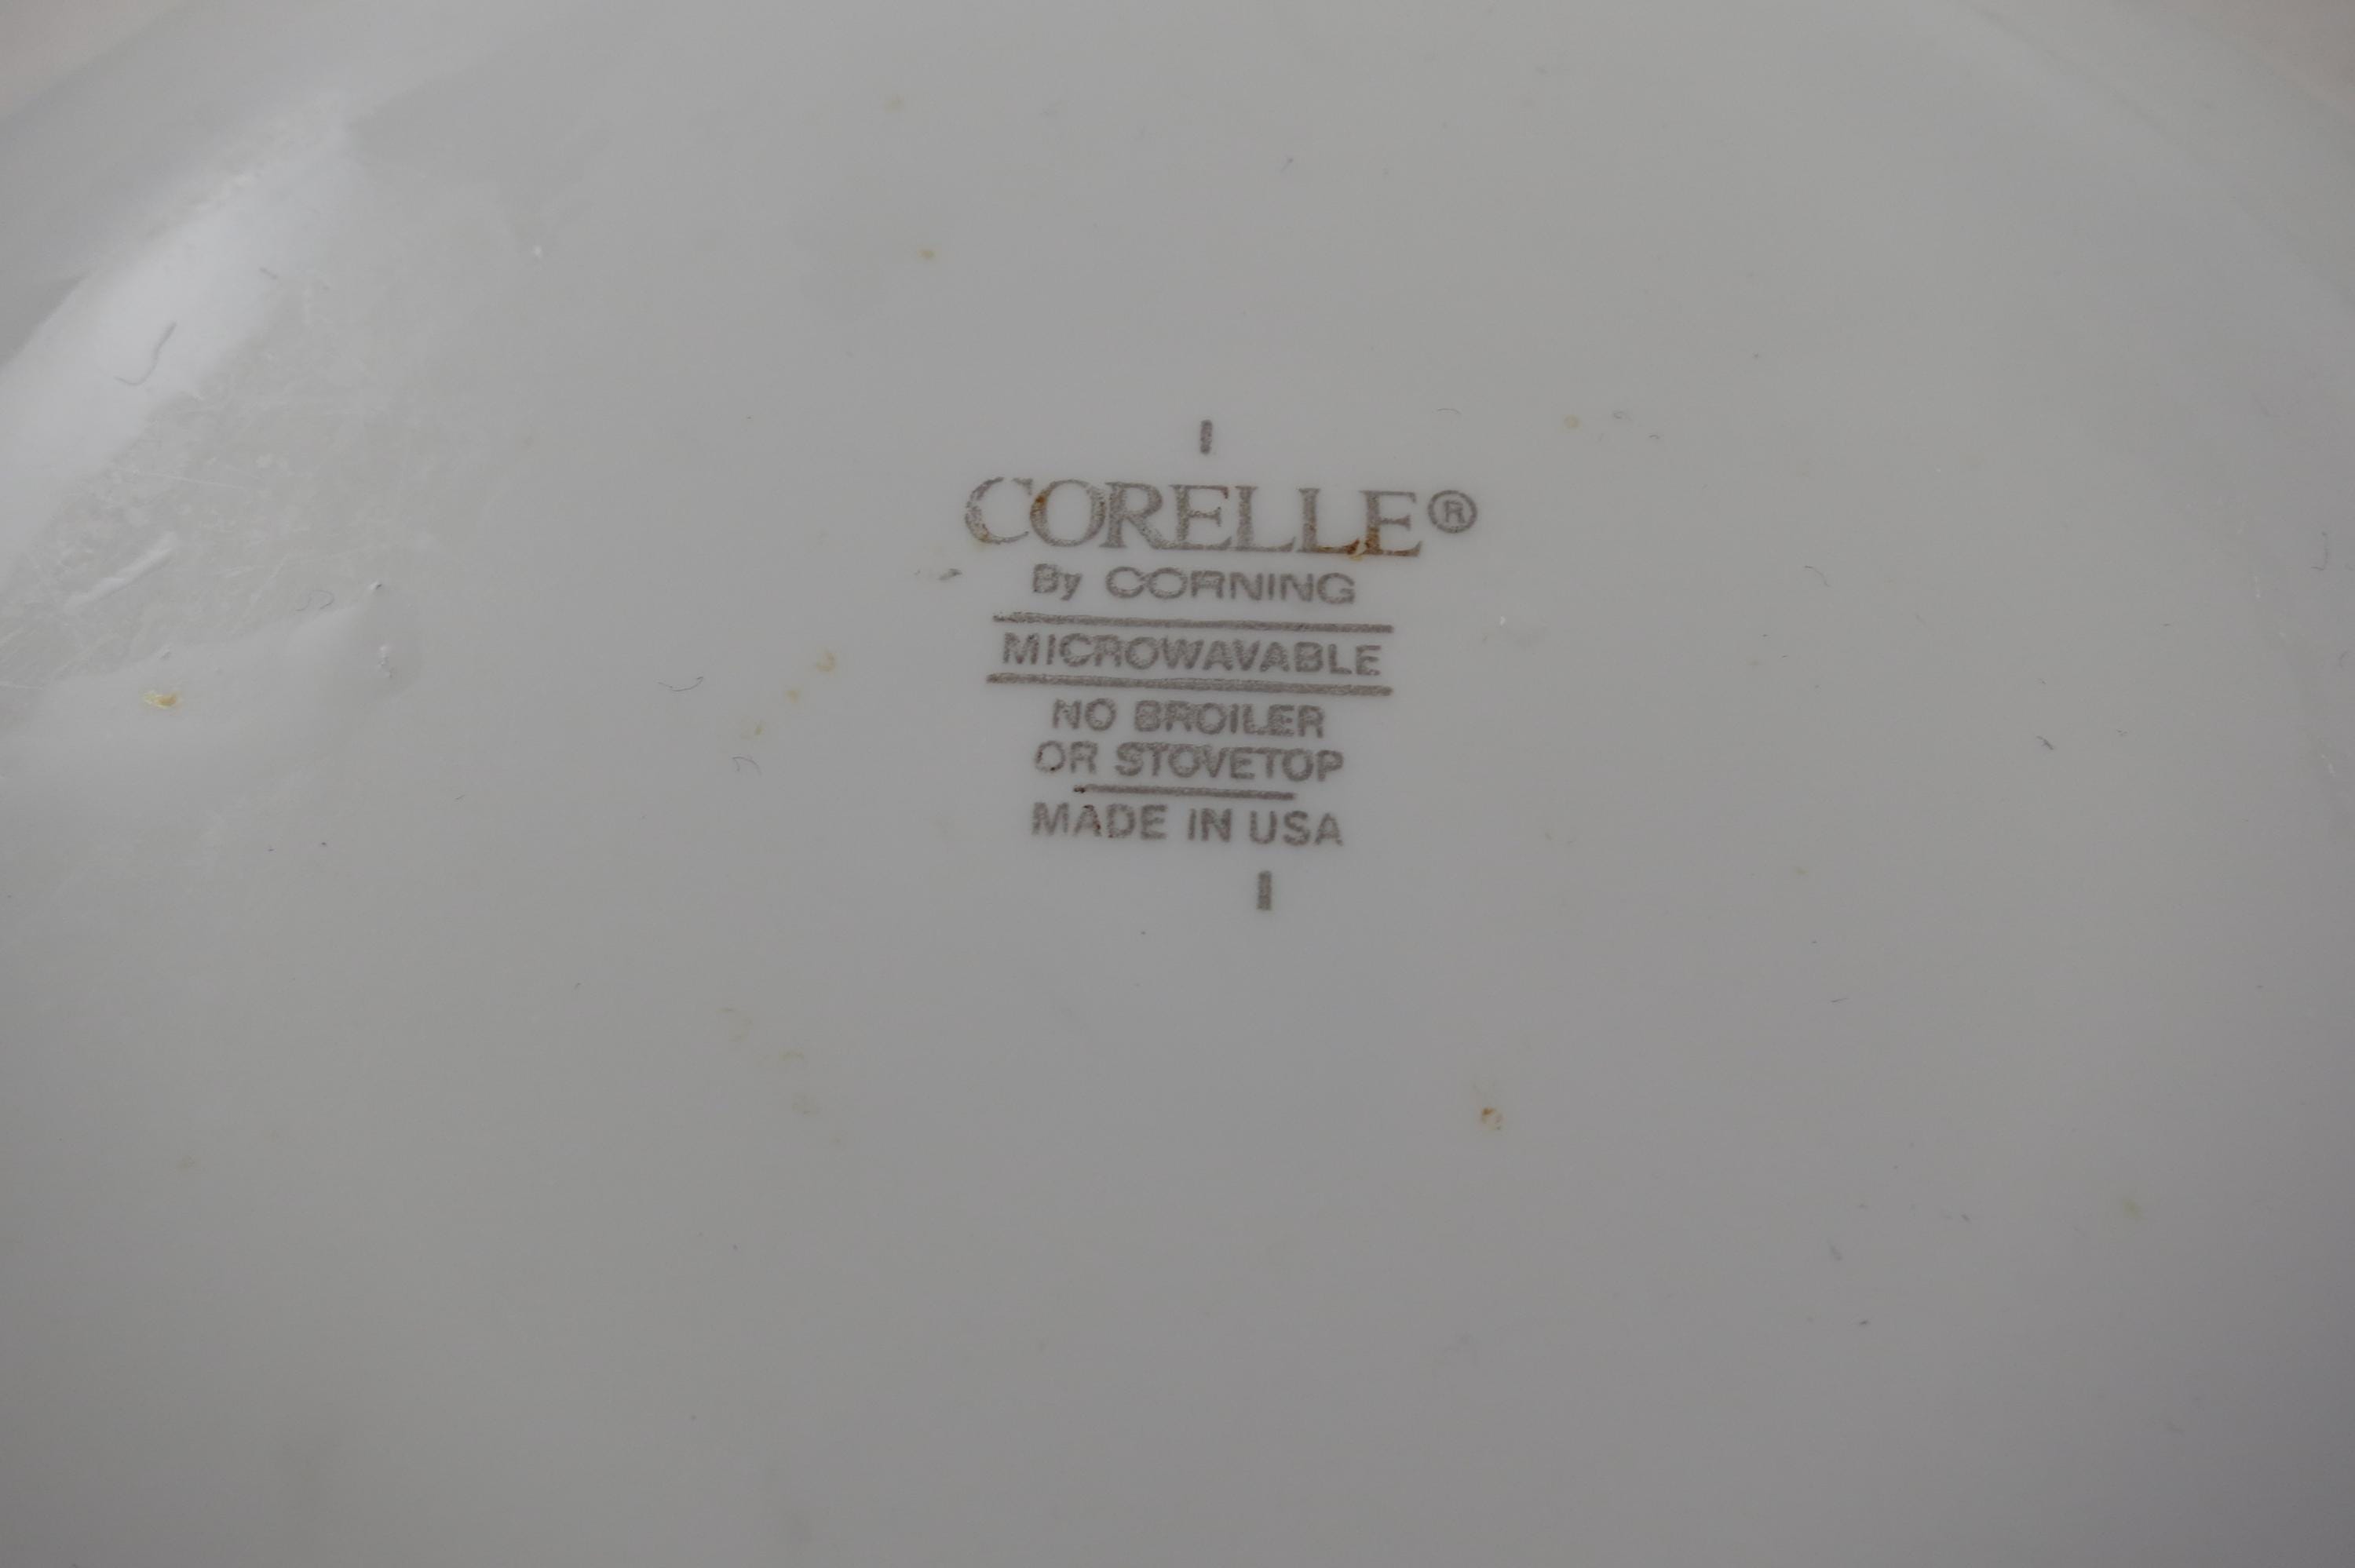 CORELLE®
By CORNING
MICROWAVABLE
NO BROILER
OR STOVETOP
MADE IN USA